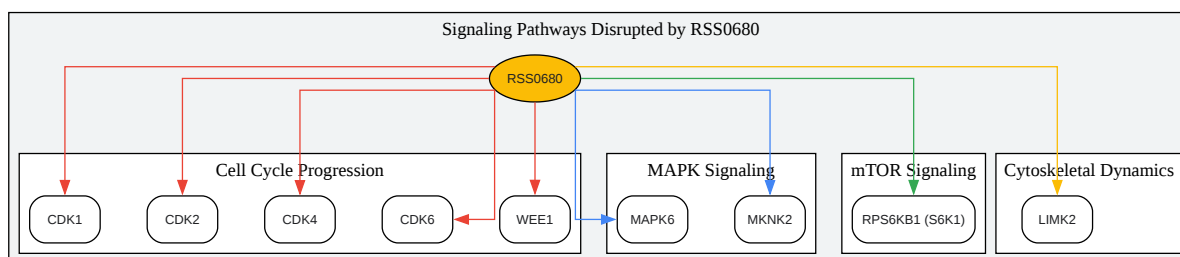 Signaling Pathways Disrupted by RSS0680
RSS0680
Cell Cycle Progression
MAPK Signaling
mTOR Signaling
Cytoskeletal Dynamics
CDK1
CDK2
CDK4
CDK6
WEE1
MAPK6
MKNK2
RPS6KB1 (S6K1)
LIMK2